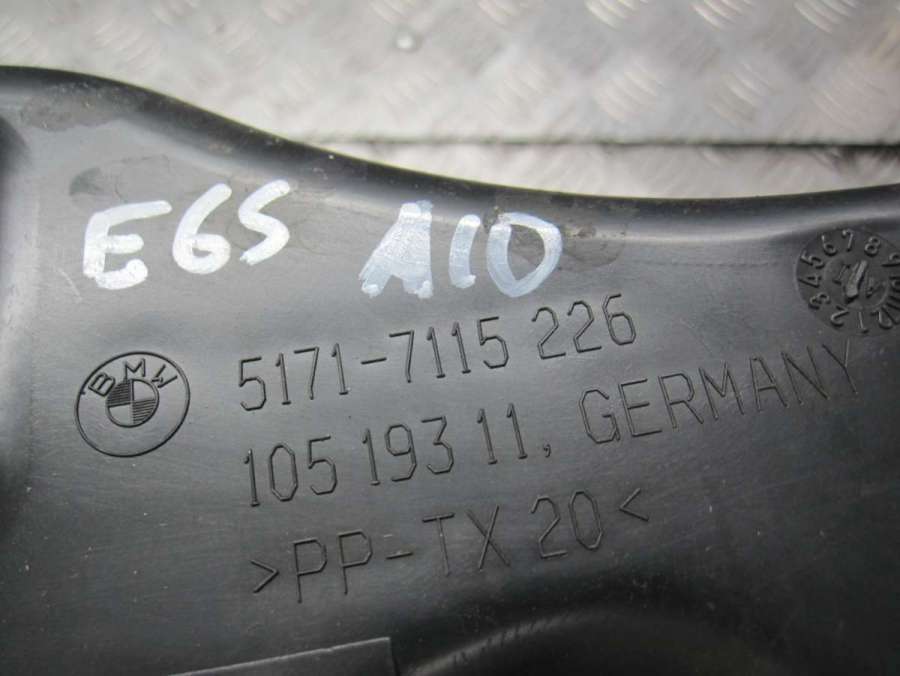 E65 A10
BMW
5171-7115 226
105 193 11, GERMANY
>PP-TX 20<